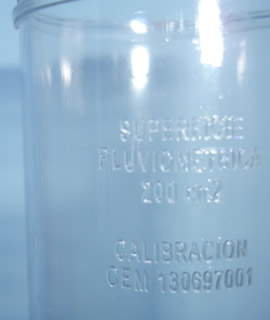 SUPERFICIE
PLUVIOMETRICA
200 cm2
CALIBRACION
CEM 130697001